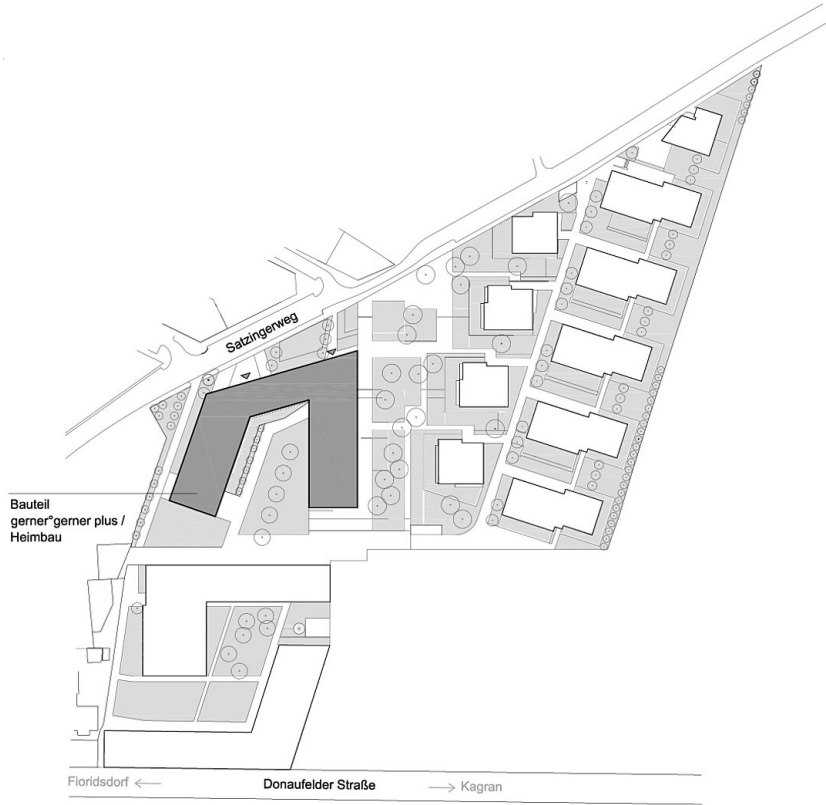 Satzingerweg
Bauteil
gerner°gerner plus /
Heimbau
Floridsdorf ← Donaufelder Straße → Kagran